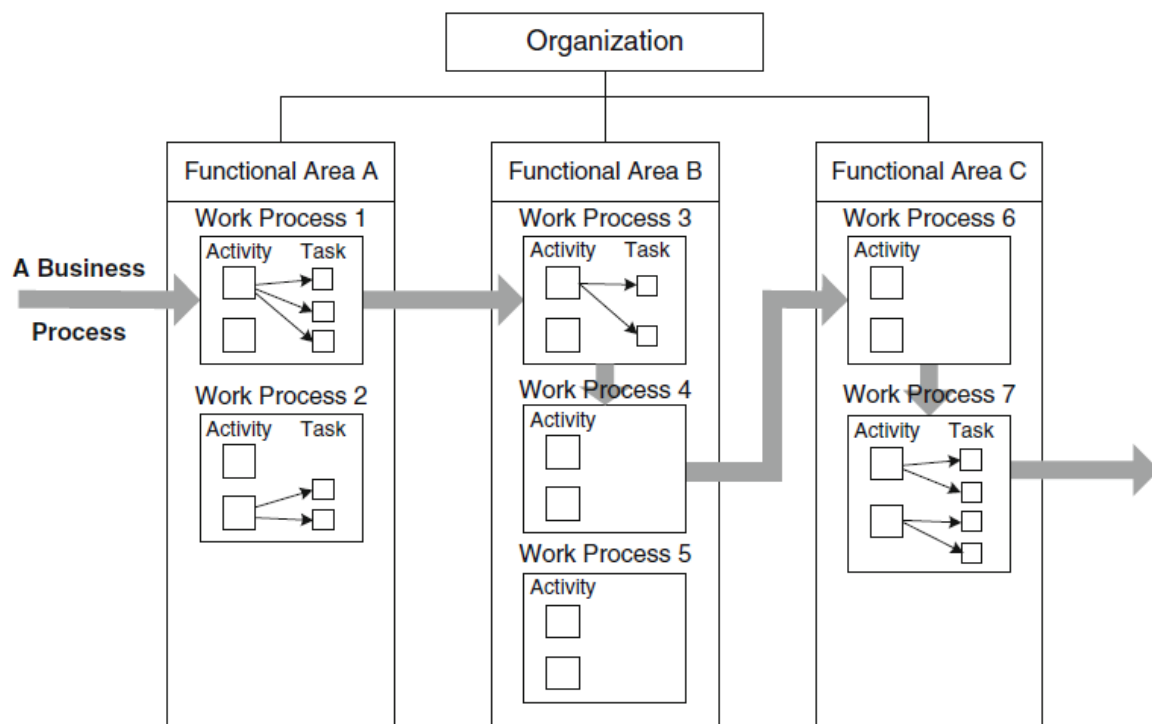 Organization
Functional Area A
Functional Area B
Functional Area C
Work Process 1
Activity Task
Work Process 3
Activity Task
Work Process 6
Activity
A Business
Process
Work Process 2
Activity Task
Work Process 4
Activity
Work Process 7
Activity Task
Work Process 5
Activity